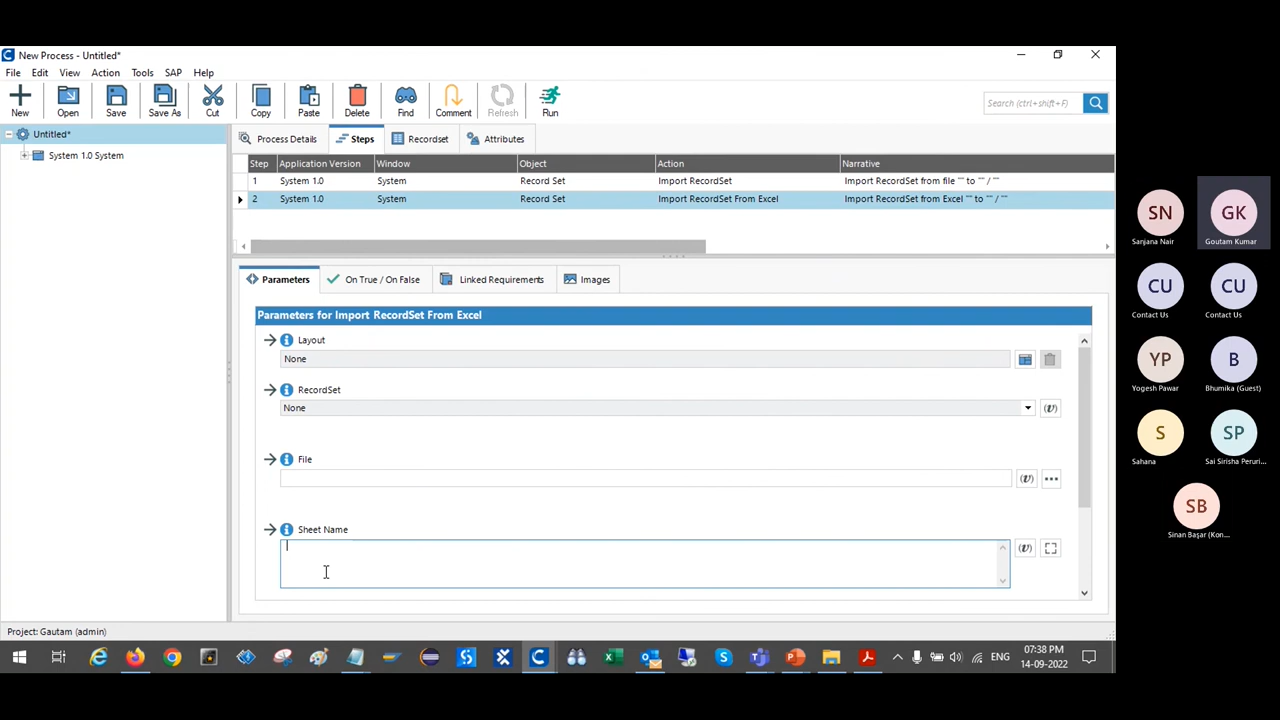 New Process - Untitled*
File Edit View Action Tools SAP Help
New Open Save Save As Cut Copy Paste Delete Find Comment Refresh Run
Search (ctrl+shift+F)
Untitled*
System 1.0 System
Process Details Steps Recordset Attributes
Step Application Version Window Object Action Narrative
1 System 1.0 System Record Set Import RecordSet Import RecordSet from file "" to "" / ""
2 System 1.0 System Record Set Import RecordSet From Excel Import RecordSet from Excel "" to "" / ""
Parameters On True / On False Linked Requirements Images
Parameters for Import RecordSet From Excel
Layout
None
RecordSet
None
(v)
File
(v)
Sheet Name
(v)
Project: Gautam (admin)
ENG
07:38 PM
14-09-2022
SN
Sanjana Nair
GK
Goutam Kumar
CU
Contact Us
CU
Contact Us
YP
Yogesh Pawar
B
Bhumika (Guest)
S
Sahana
SP
Sai Sirisha Peruri...
SB
Sinan Başar (Kon...